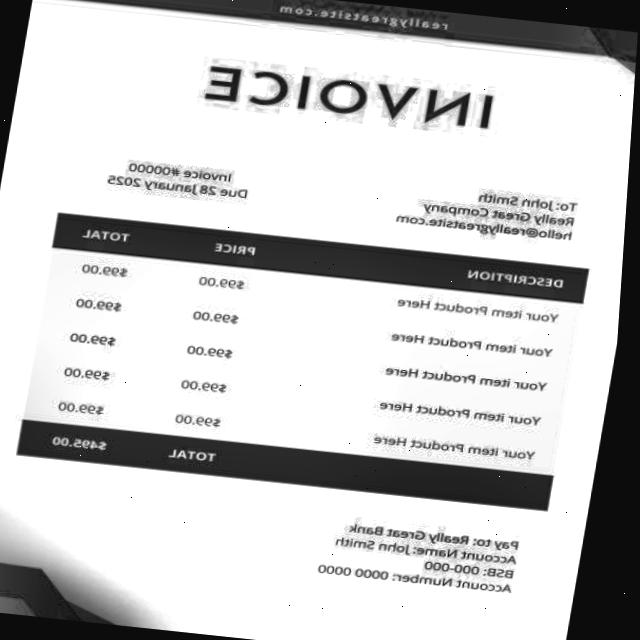 reallygreatsite.com
INVOICE
To: John Smith
Really Great Company
hello@reallygreatsite.com
Invoice #00000
Due 28 January 2025
DESCRIPTION PRICE TOTAL
Your item Product Here $99.00 $99.00
Your item Product Here $99.00 $99.00
Your item Product Here $99.00 $99.00
Your item Product Here $99.00 $99.00
Your item Product Here $99.00 $99.00
TOTAL $495.00
Pay to: Really Great Bank
Account Name: John Smith
BSB: 000-000
Account Number: 0000 0000